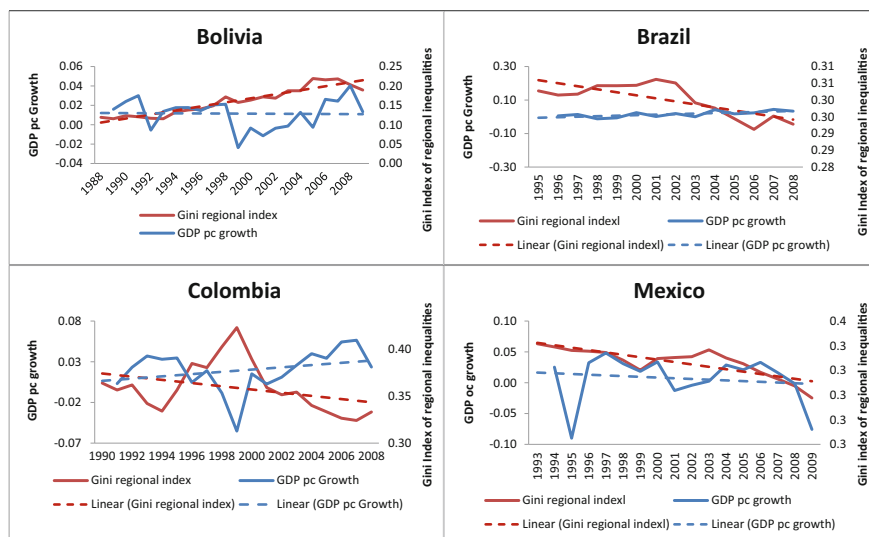 Bolivia
GDP pc Growth
0.06
0.04
0.02
0.00
-0.02
-0.04
0.25
0.20
0.15
0.10
0.05
0.00
Gini Index of regional inequalities
1988 1990 1992 1994 1996 1998 2000 2002 2004 2006 2008
Gini regional index
GDP pc growth
Brazil
GDP pc Growth
0.30
0.10
-0.10
-0.30
0.31
0.31
0.30
0.30
0.29
0.29
0.28
Gini Index of regional inequalities
1995 1996 1997 1998 1999 2000 2001 2002 2003 2004 2005 2006 2007 2008
Gini regional indexl GDP pc growth
Linear (Gini regional indexl) Linear (GDP pc growth)
Colombia
GDP pc growth
0.08
0.03
-0.02
-0.07
0.40
0.35
0.30
Gini Index of regional inequalities
1990 1992 1994 1996 1998 2000 2002 2004 2006 2008
Gini regional index GDP pc growth
Linear (Gini regional index) Linear (GDP pc Growth)
Mexico
GDP oc growth
0.10
0.05
0.00
-0.05
-0.10
0.4
0.3
0.3
0.3
0.3
0.3
Gini Index of regional inequalities
1993 1994 1995 1996 1997 1998 1999 2000 2001 2002 2003 2004 2005 2006 2007 2008 2009
Gini regional indexl GDP pc growth
Linear (Gini regional indexl) Linear (GDP pc growth)